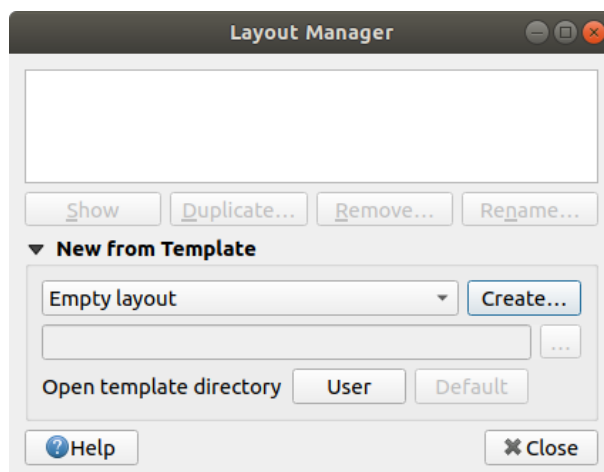 Layout Manager
Show Duplicate... Remove... Rename...
New from Template
Empty layout Create...
...
Open template directory User Default
Help Close